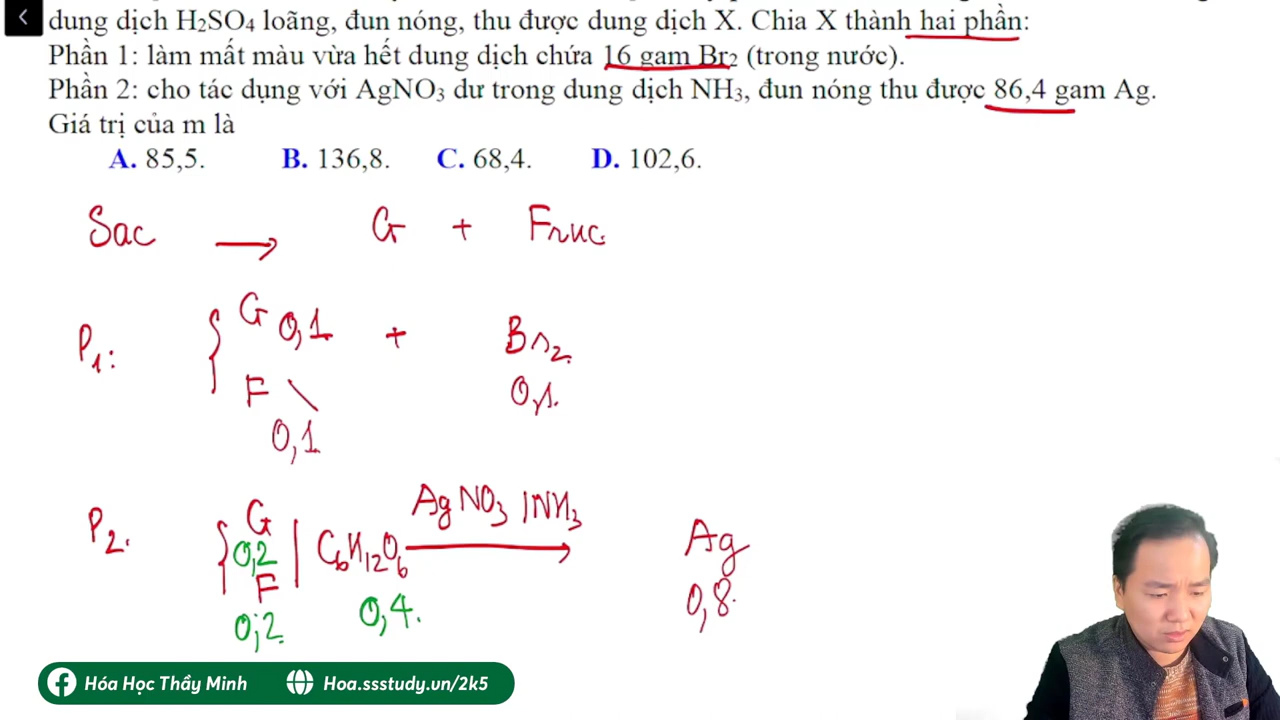 dung dịch H₂SO₄ loãng, đun nóng, thu được dung dịch X. Chia X thành hai phần:
Phần 1: làm mất màu vừa hết dung dịch chứa 16 gam Br₂ (trong nước).
Phần 2: cho tác dụng với AgNO₃ dư trong dung dịch NH₃, đun nóng thu được 86,4 gam Ag.
Giá trị của m là
A. 85,5. B. 136,8. C. 68,4. D. 102,6.
Sac → G + Fruc.
P₁: { G 0,1 + Br₂.
F 0,1.
0,1
P₂. { G | C₆H₁₂O₆ AgNO₃ / NH₃ → Ag
0,2
F 0,4. 0,8.
0,2
Hóa Học Thầy Minh Hoa.ssstudy.vn/2k5